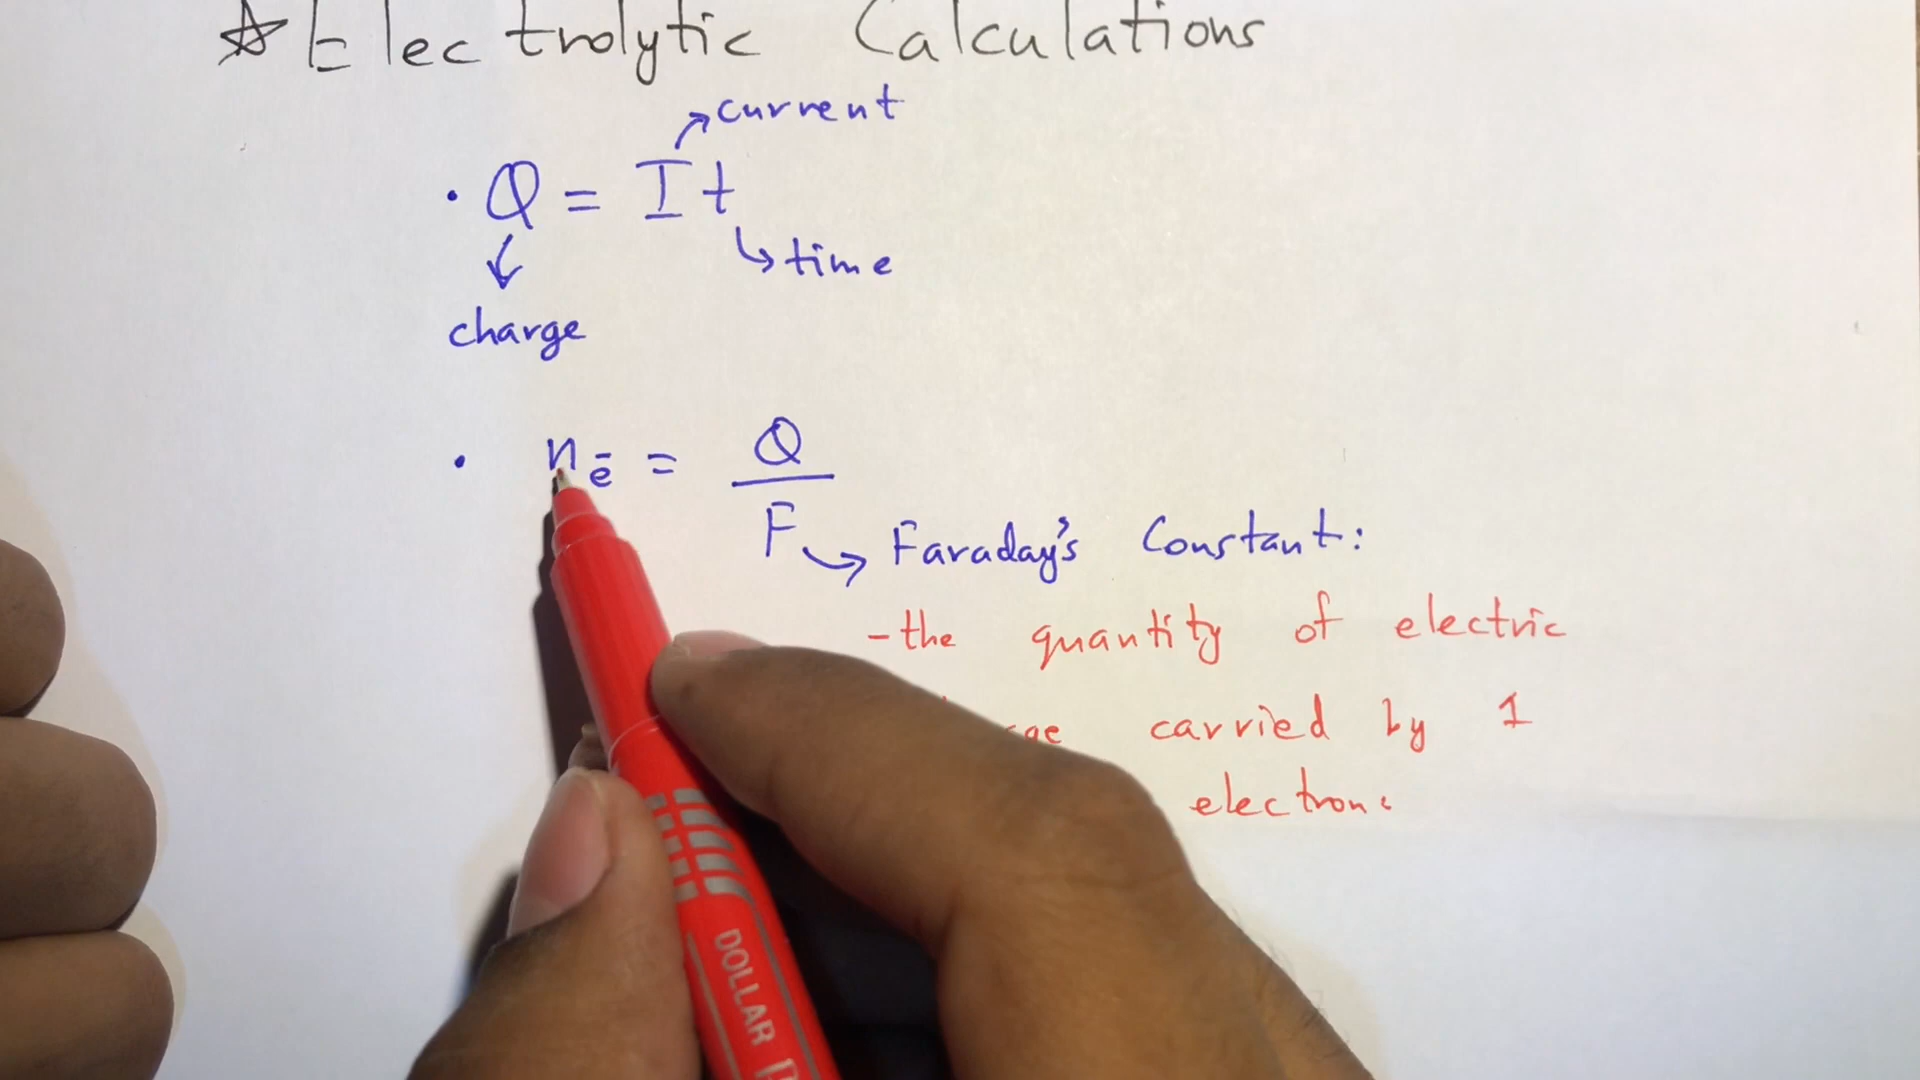 ☆ Electrolytic Calculations
current
• Q = It
time
charge
• nē = Q/F
Faraday's Constant:
- the quantity of electric
carried by 1
electron
DOLLAR